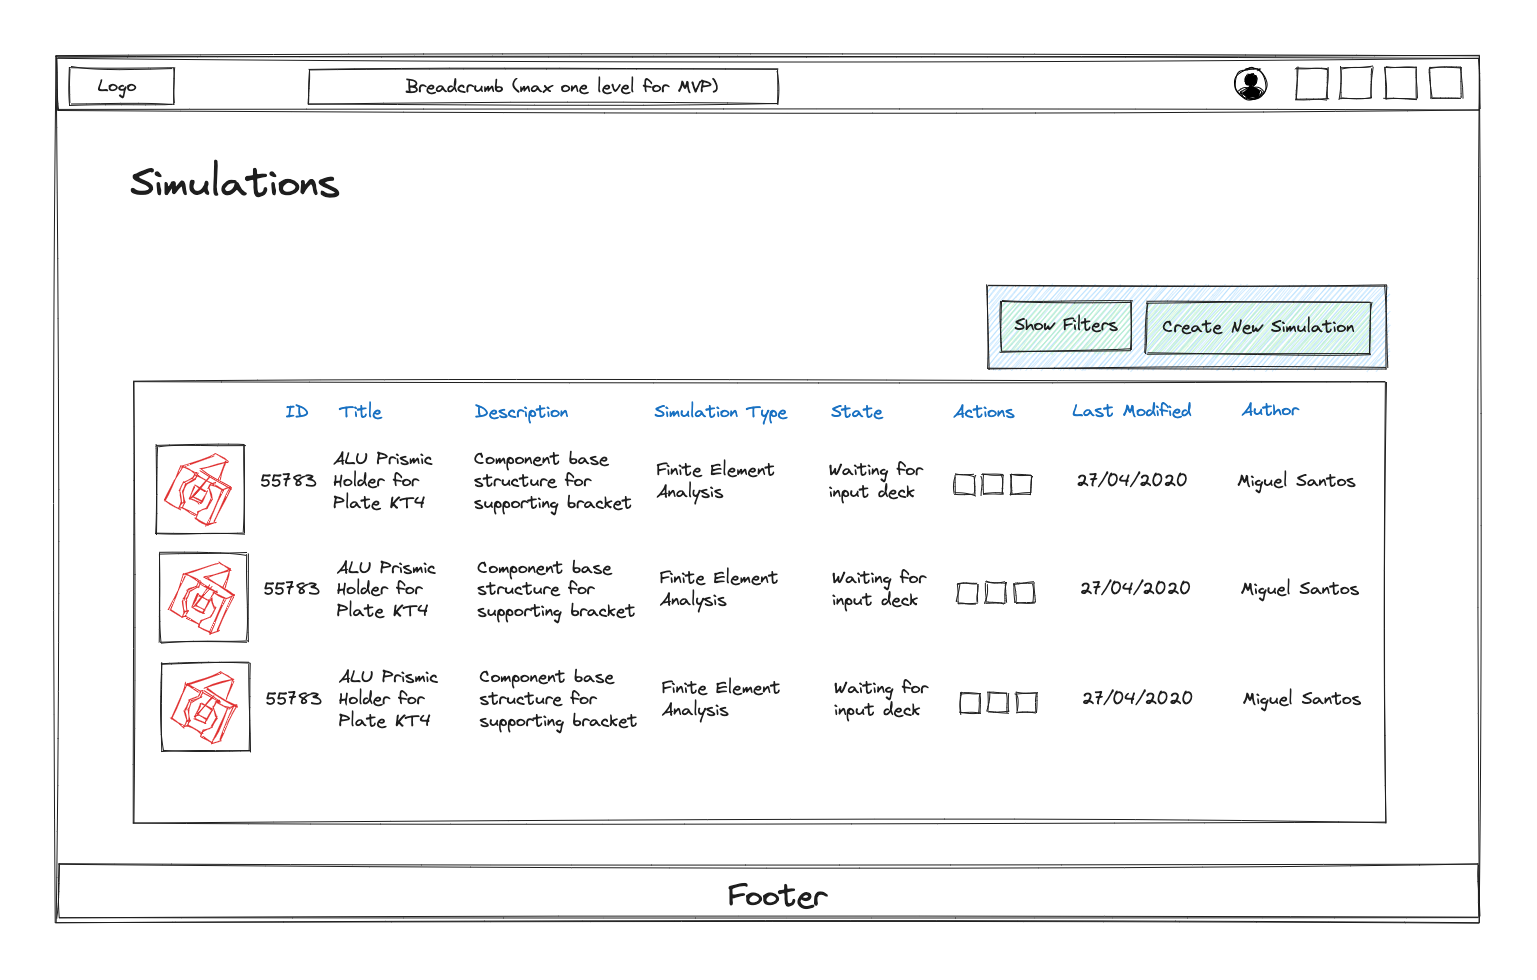 Logo
Breadcrumb (max one level for MVP)
Simulations
Show Filters
Create New Simulation
ID
Title
Description
Simulation Type
State
Actions
Last Modified
Author
55783
ALU Prismic
Holder for
Plate KT4
Component base
structure for
supporting bracket
Finite Element
Analysis
Waiting for
input deck
27/04/2020
Miguel Santos
55783
ALU Prismic
Holder for
Plate KT4
Component base
structure for
supporting bracket
Finite Element
Analysis
Waiting for
input deck
27/04/2020
Miguel Santos
55783
ALU Prismic
Holder for
Plate KT4
Component base
structure for
supporting bracket
Finite Element
Analysis
Waiting for
input deck
27/04/2020
Miguel Santos
Footer